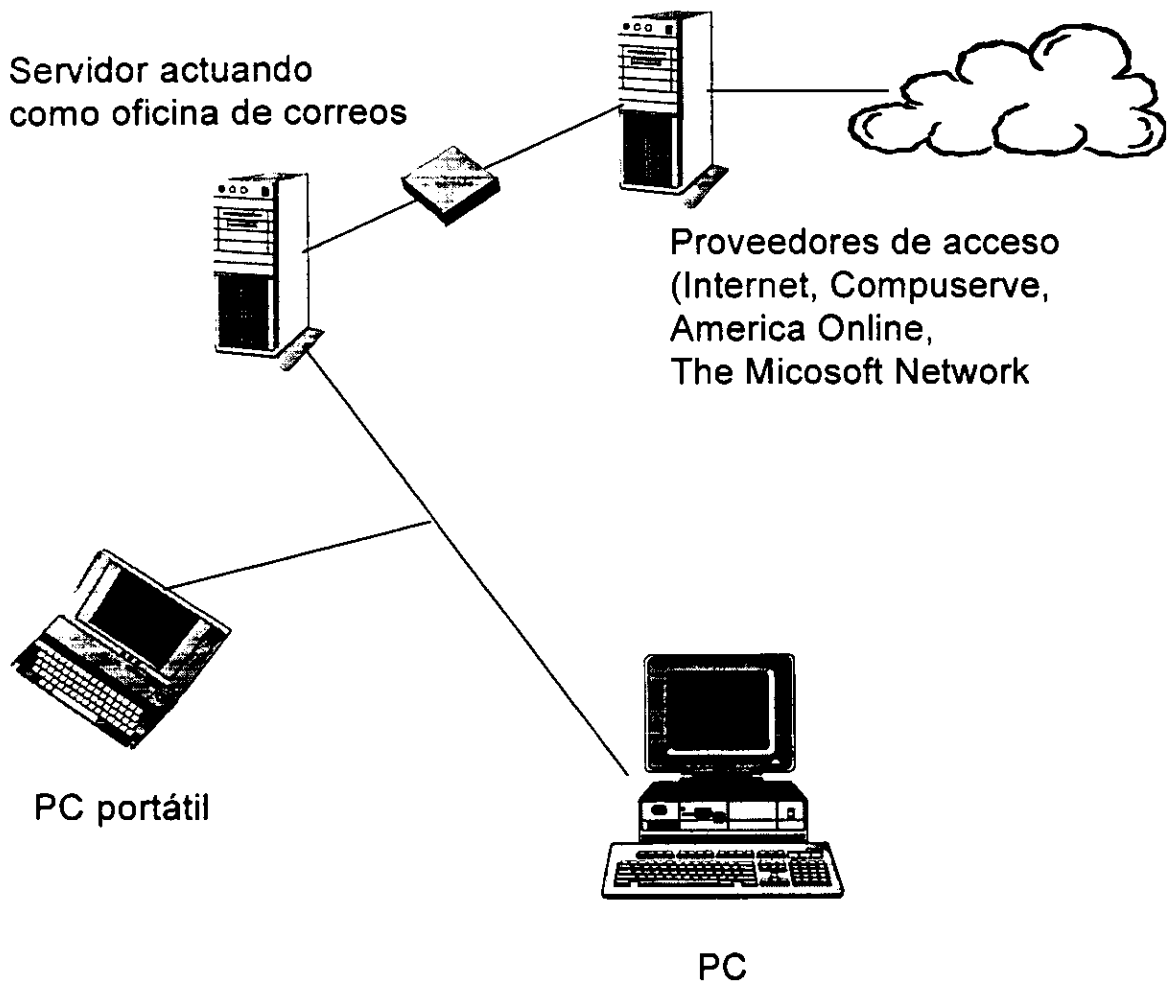 Servidor actuando
como oficina de correos
Proveedores de acceso
(Internet, Compuserve,
America Online,
The Micosoft Network
PC portátil
PC